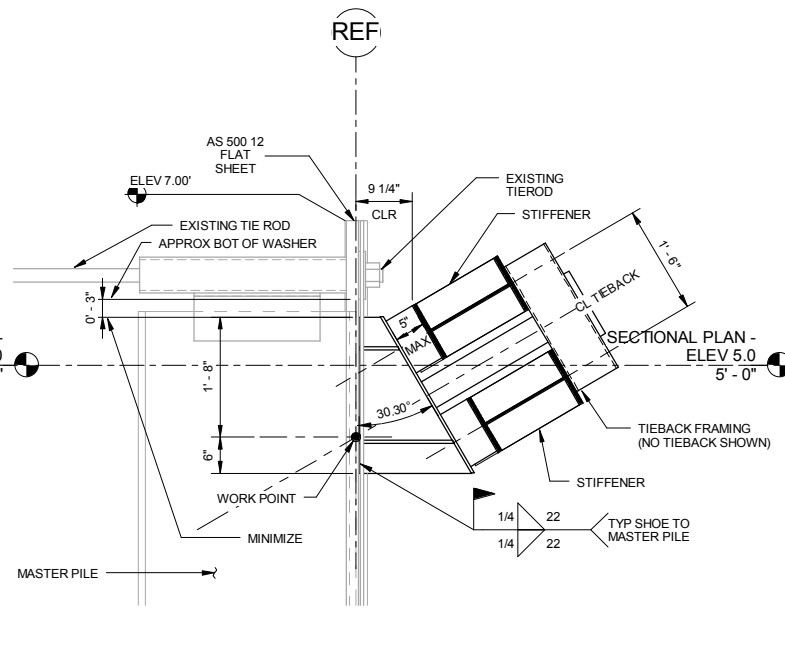 REF
AS 500 12
FLAT
SHEET
ELEV 7.00'
9 1/4"
CLR
EXISTING
TIEROD
STIFFENER
EXISTING TIE ROD
APPROX BOT OF WASHER
1'- 6"
CL TIEBACK
0' - 3"
5"
MAX
SECTIONAL PLAN -
ELEV 5.0
5' - 0"
1' - 8"
30.30°
6"
TIEBACK FRAMING
(NO TIEBACK SHOWN)
STIFFENER
WORK POINT
1/4 22
1/4 22
TYP SHOE TO
MASTER PILE
MINIMIZE
MASTER PILE